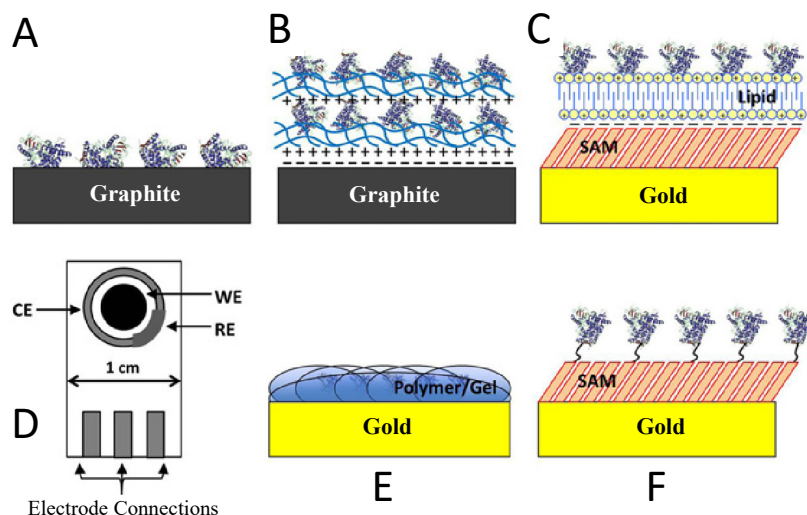 A
B
C
Graphite
Graphite
Lipid
SAM
Gold
CE
WE
RE
1 cm
D
Electrode Connections
Polymer/Gel
Gold
E
SAM
Gold
F